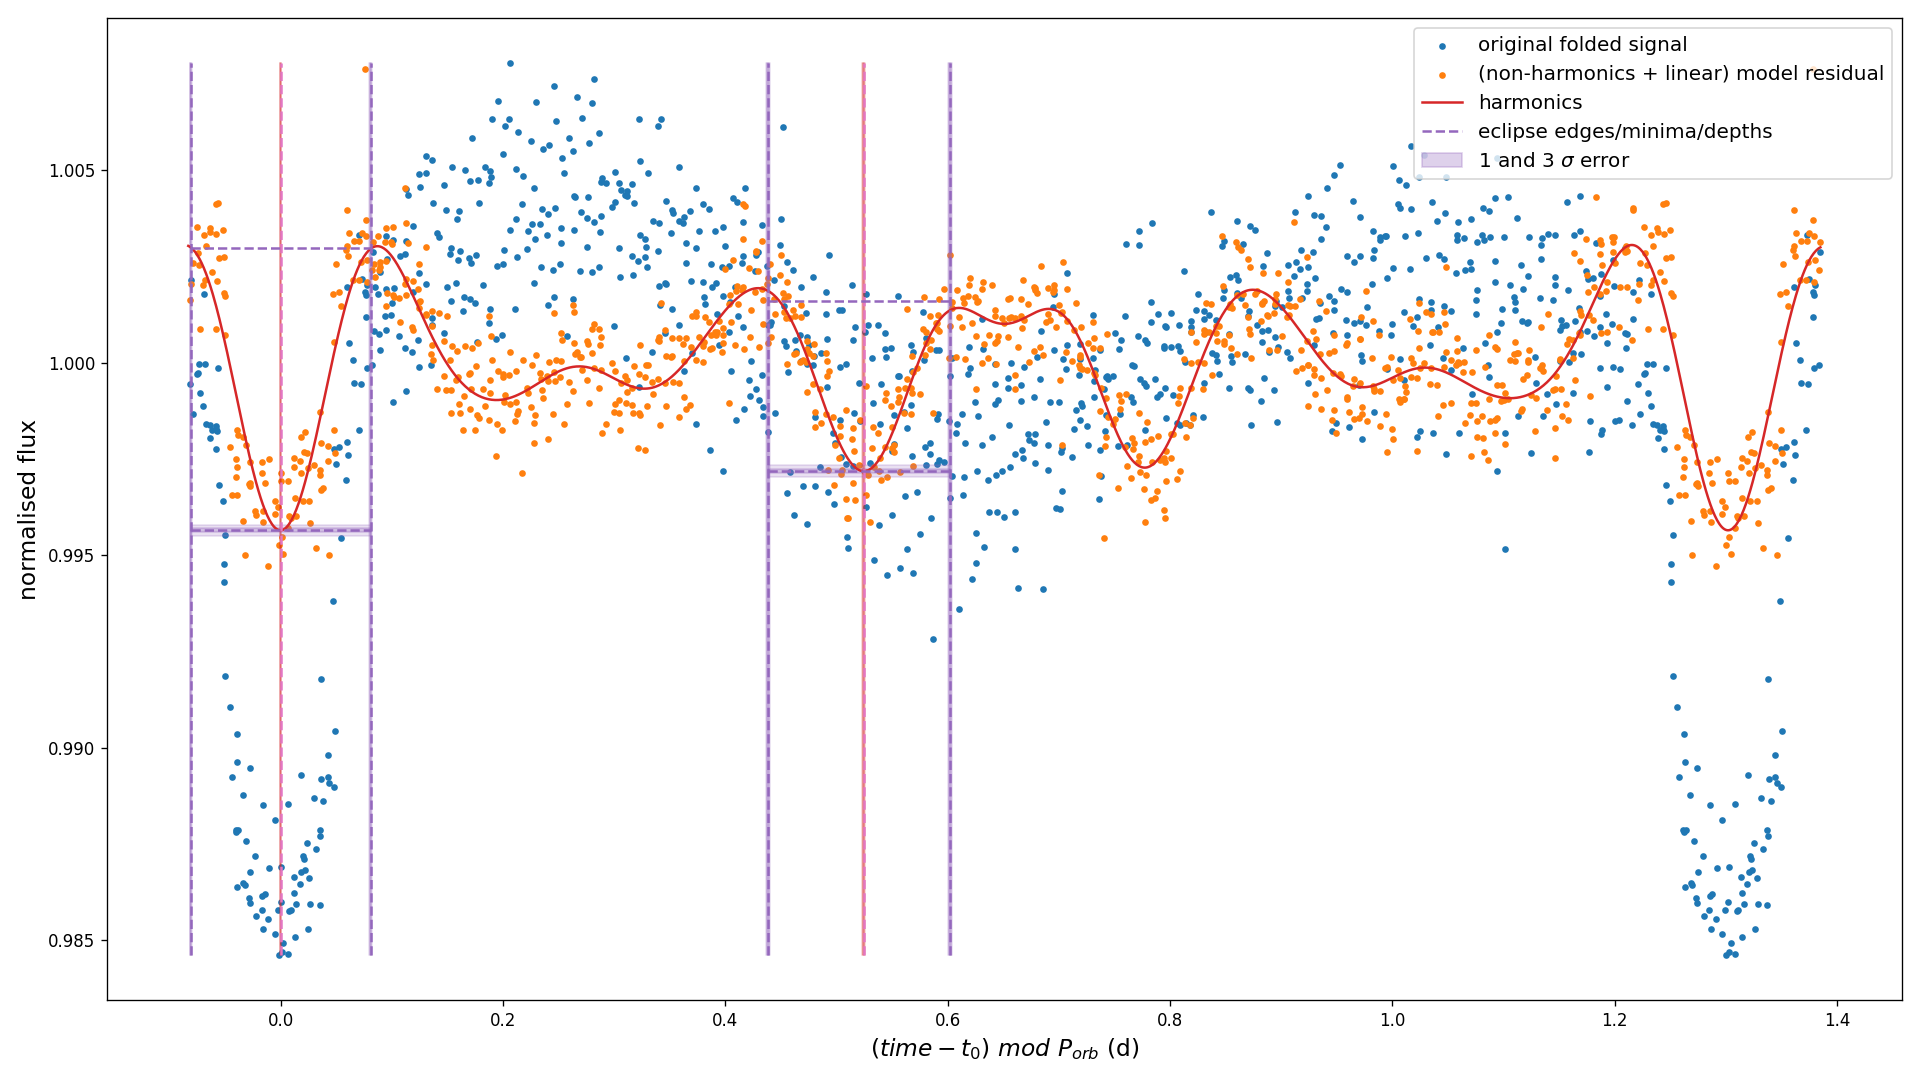 normalised flux
1.005
1.000
0.995
0.990
0.985
original folded signal
(non-harmonics + linear) model residual
harmonics
eclipse edges/minima/depths
1 and 3 σ error
0.0 0.2 0.4 0.6 0.8 1.0 1.2 1.4
(time − t₀) mod P_orb (d)